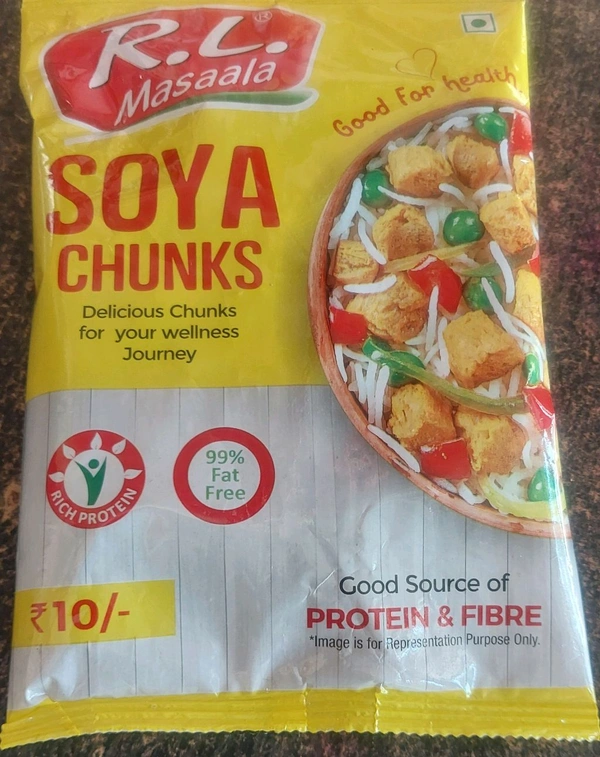 R.L.®
Masaala
Good For health
SOYA
CHUNKS
Delicious Chunks
for your wellness
Journey
RICH PROTEIN
99%
Fat
Free
₹10/-
Good Source of
PROTEIN & FIBRE
*Image is for Representation Purpose Only.